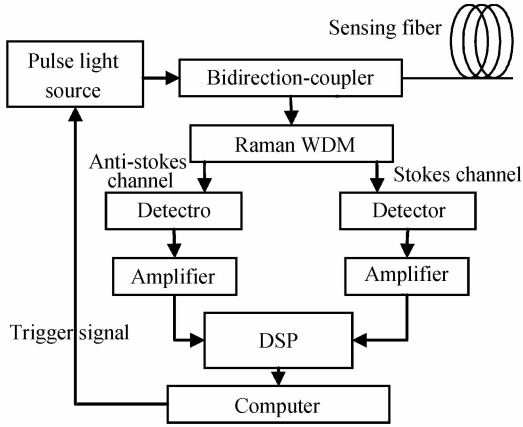 Sensing fiber
Pulse light
source
Bidirection-coupler
Raman WDM
Anti-stokes
channel
Stokes channel
Detectro
Detector
Amplifier
Amplifier
Trigger signal
DSP
Computer